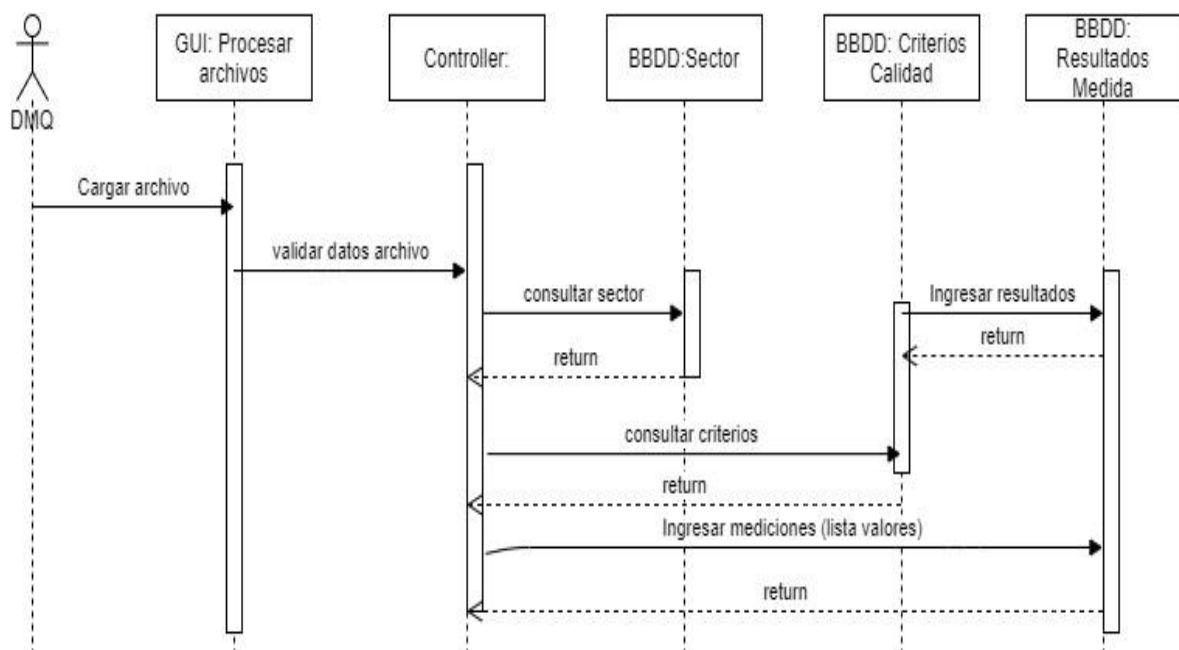 GUI: Procesar
archivos
Controller:
BBDD:Sector
BBDD: Criterios
Calidad
BBDD:
Resultados
Medida
DMQ
Cargar archivo
validar datos archivo
consultar sector
Ingresar resultados
return
return
consultar criterios
return
Ingresar mediciones (lista valores)
return